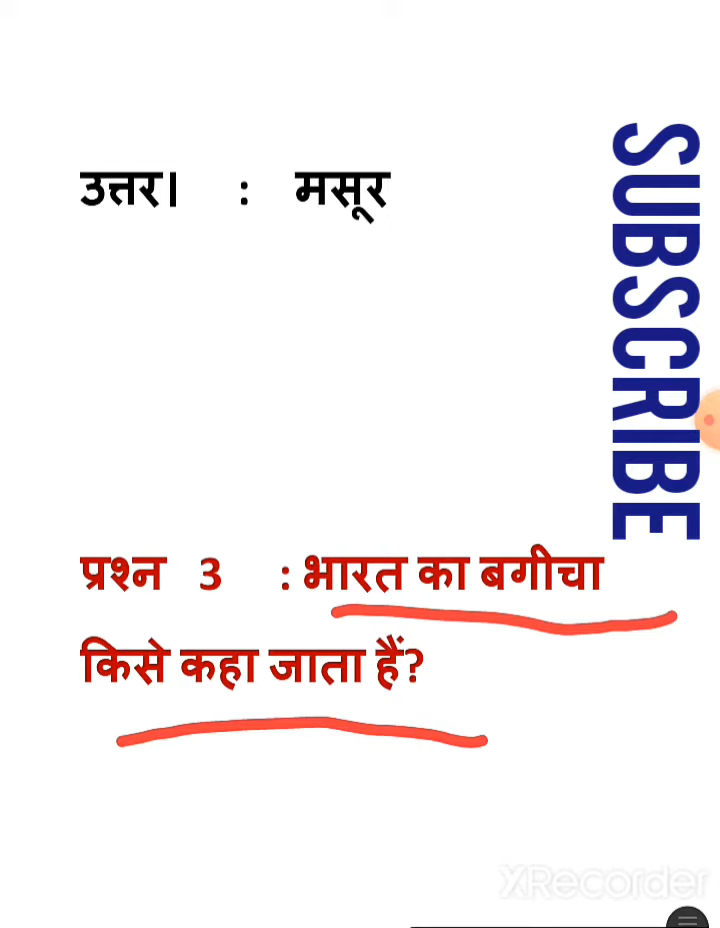 उत्तर।    :    मसूर
SUBSCRIBE
प्रश्न  3    : भारत का बगीचा
किसे कहा जाता हैं?
XRecorder